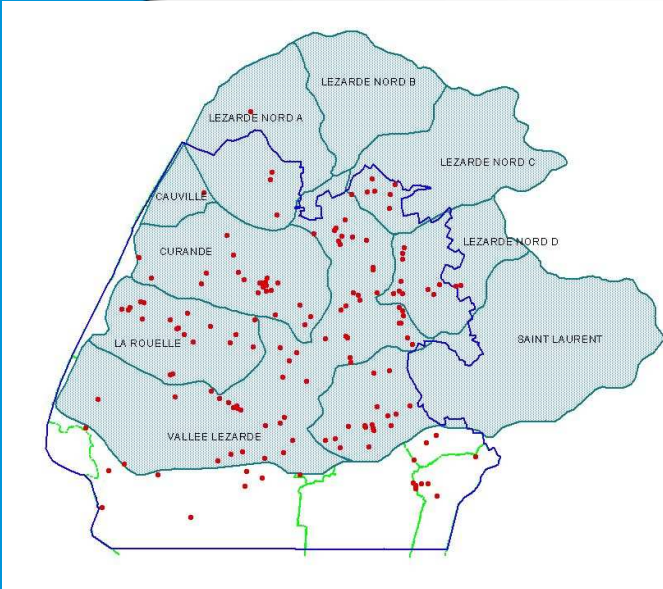 LEZARDE NORD B
LEZARDE NORD A
LEZARDE NORD C
CAUVILLE
LEZARDE NORD D
CURANDE
SAINT LAURENT
LA ROUELLE
VALLEE LEZARDE